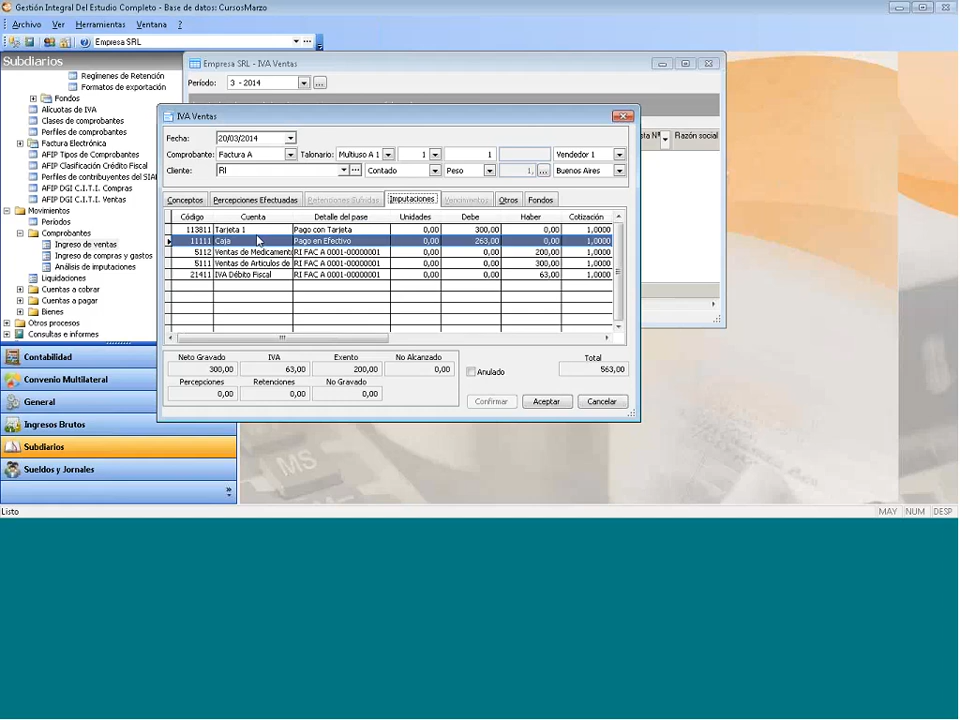 Gestión Integral Del Estudio Completo - Base de datos: CursosMarzo
Archivo Ver Herramientas Ventana ?
Empresa SRL
Subdiarios
Regímenes de Retención
Formatos de exportación
Fondos
Alícuotas de IVA
Clases de comprobantes
Perfiles de comprobantes
Factura Electrónica
AFIP Tipos de Comprobantes
AFIP Clasificación Crédito Fiscal
Perfiles de contribuyentes del SIAP
AFIP DGI C.I.T.I. Compras
AFIP DGI C.I.T.I. Ventas
Movimientos
Períodos
Comprobantes
Ingreso de ventas
Ingreso de compras y gastos
Análisis de imputaciones
Liquidaciones
Cuentas a cobrar
Cuentas a pagar
Bienes
Otros procesos
Consultas e informes
Contabilidad
Convenio Multilateral
General
Ingresos Brutos
Subdiarios
Sueldos y Jornales
Empresa SRL - IVA Ventas
Período: 3 - 2014
Razón social
IVA Ventas
Fecha: 20/03/2014
Comprobante: Factura A Talonario: Multiuso A 1 1 1 Vendedor 1
Cliente: RI Contado Peso 1, Buenos Aires
Conceptos Percepciones Efectuadas Retenciones Sufridas Imputaciones Vencimientos Otros Fondos
Código Cuenta Detalle del pase Unidades Debe Haber Cotización
113811 Tarjeta 1 Pago con Tarjeta 0,00 300,00 0,00 1,0000
11111 Caja Pago en Efectivo 0,00 263,00 0,00 1,0000
5112 Ventas de Medicament RI FAC A 0001-00000001 0,00 0,00 200,00 1,0000
5111 Ventas de Articulos de RI FAC A 0001-00000001 0,00 0,00 300,00 1,0000
21411 IVA Débito Fiscal RI FAC A 0001-00000001 0,00 0,00 63,00 1,0000
Neto Gravado IVA Exento No Alcanzado Total
300,00 63,00 200,00 0,00 Anulado 563,00
Percepciones Retenciones No Gravado
0,00 0,00 0,00
Confirmar Aceptar Cancelar
MS
Listo
MAY NUM DESP